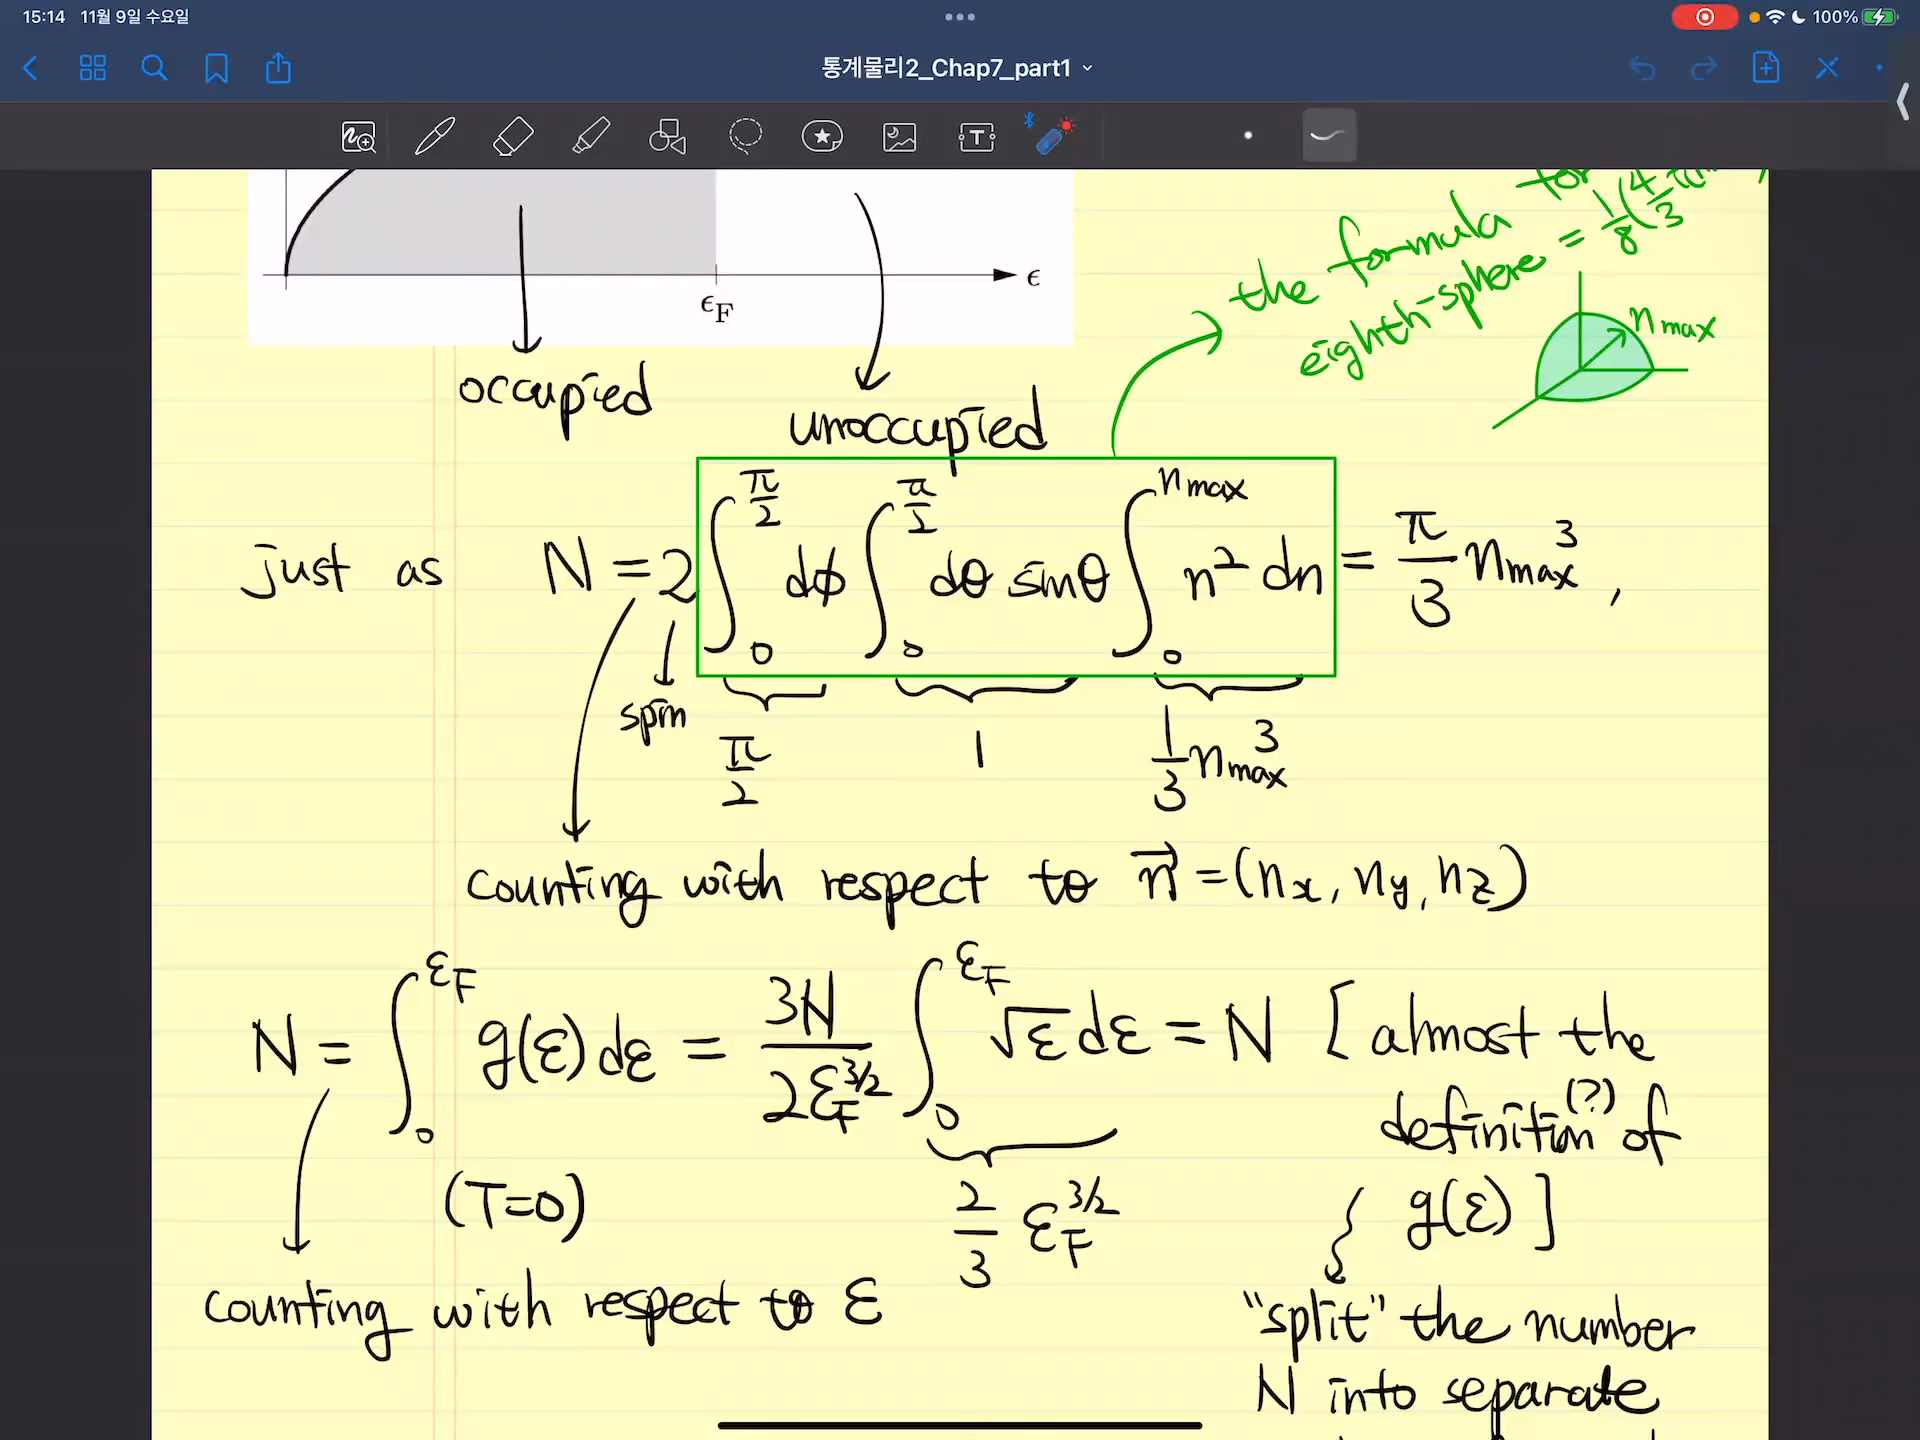 15:14 11월 9일 수요일
100%
통계물리2_Chap7_part1
T
the formula for
eighth-sphere = 1/8(4/3
n max
ϵ
ϵF
occupied
unoccupied
just as N = 2 ∫₀^{π/2} dϕ ∫₀^{π/2} dθ sinθ ∫₀^{n max} n² dn = π/3 n max³ ,
spin
π/2 1 1/3 n max³
counting with respect to n⃗ = (nx, ny, nz)
N = ∫₀^{εF} g(ε)dε = 3N/2εF^{3/2} ∫₀^{εF} √ε dε = N [ almost the
definition(?) of
(T=0) 2/3 εF^{3/2} g(ε) ]
counting with respect to ε
"split" the number
N into separate